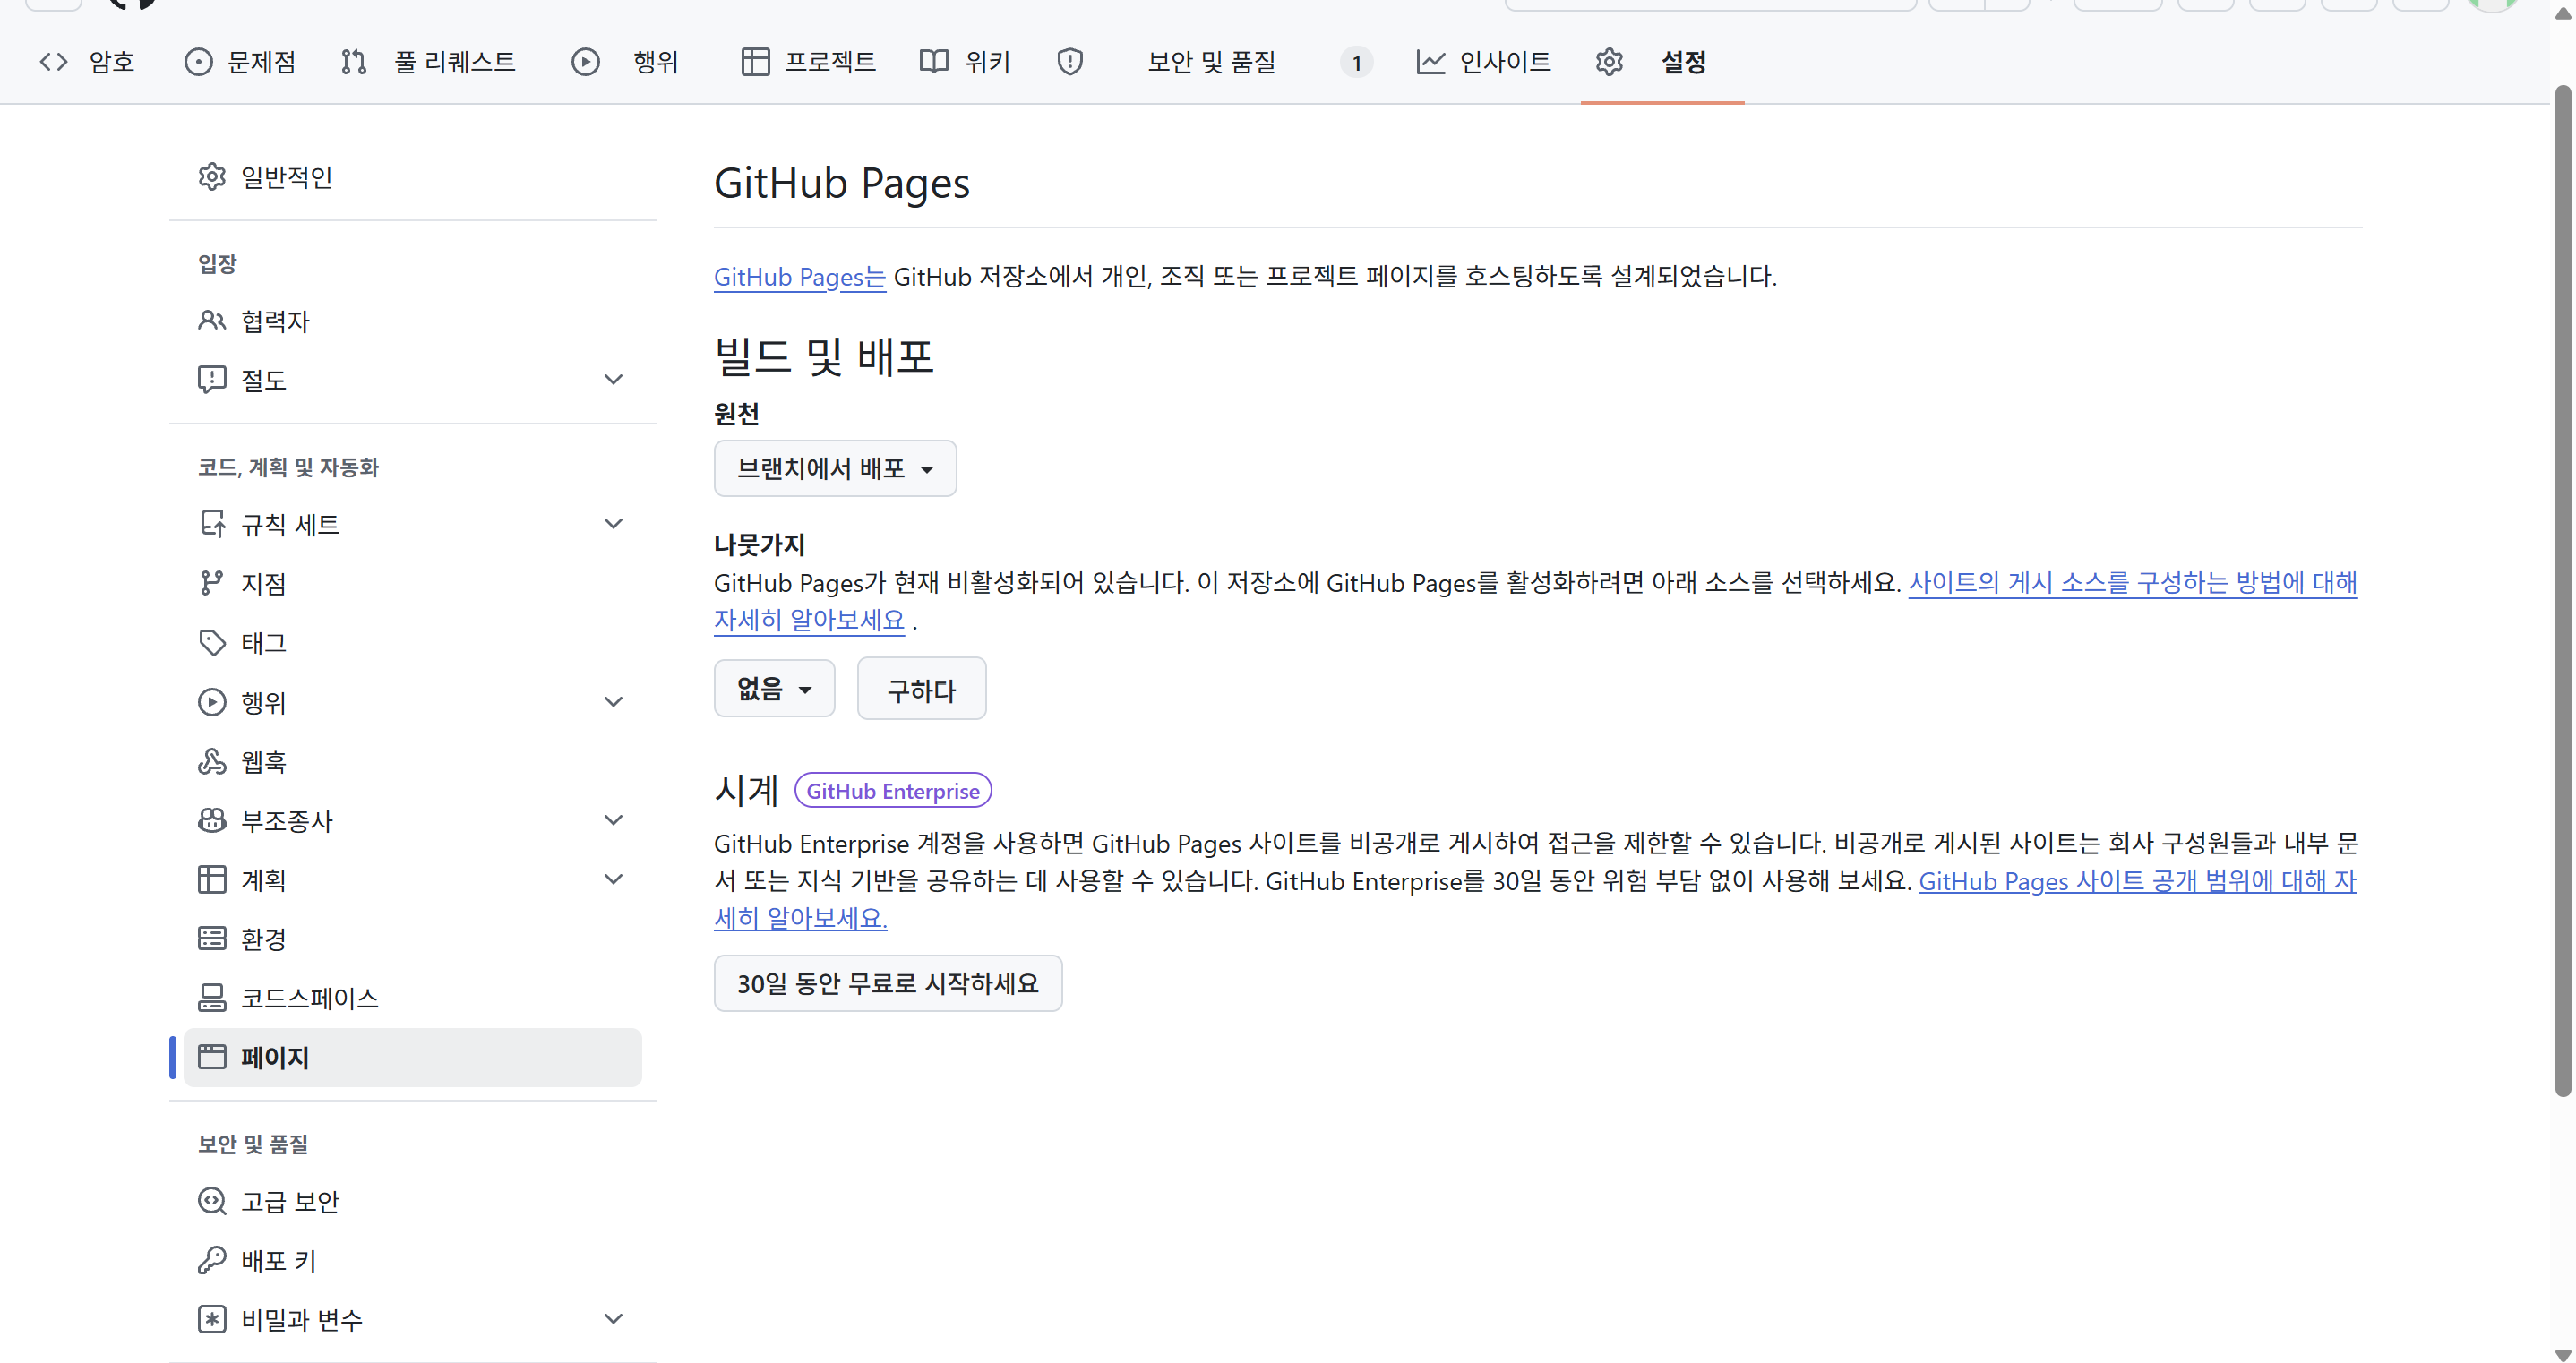 암호
문제점
풀 리퀘스트
행위
프로젝트
위키
보안 및 품질
1
인사이트
설정
일반적인
입장
협력자
절도
코드, 계획 및 자동화
규칙 세트
지점
태그
행위
웹훅
부조종사
계획
환경
코드스페이스
페이지
보안 및 품질
고급 보안
배포 키
비밀과 변수
GitHub Pages
GitHub Pages는 GitHub 저장소에서 개인, 조직 또는 프로젝트 페이지를 호스팅하도록 설계되었습니다.
빌드 및 배포
원천
브랜치에서 배포
나뭇가지
GitHub Pages가 현재 비활성화되어 있습니다. 이 저장소에 GitHub Pages를 활성화하려면 아래 소스를 선택하세요. 사이트의 게시 소스를 구성하는 방법에 대해
자세히 알아보세요 .
없음
구하다
시계 GitHub Enterprise
GitHub Enterprise 계정을 사용하면 GitHub Pages 사이트를 비공개로 게시하여 접근을 제한할 수 있습니다. 비공개로 게시된 사이트는 회사 구성원들과 내부 문
서 또는 지식 기반을 공유하는 데 사용할 수 있습니다. GitHub Enterprise를 30일 동안 위험 부담 없이 사용해 보세요. GitHub Pages 사이트 공개 범위에 대해 자
세히 알아보세요.
30일 동안 무료로 시작하세요